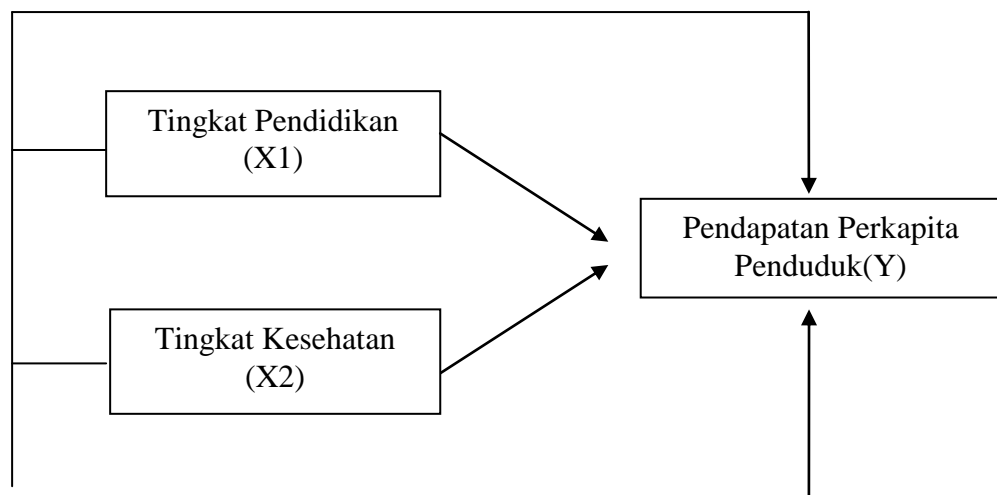 Tingkat Pendidikan
(X1)
Pendapatan Perkapita
Penduduk(Y)
Tingkat Kesehatan
(X2)